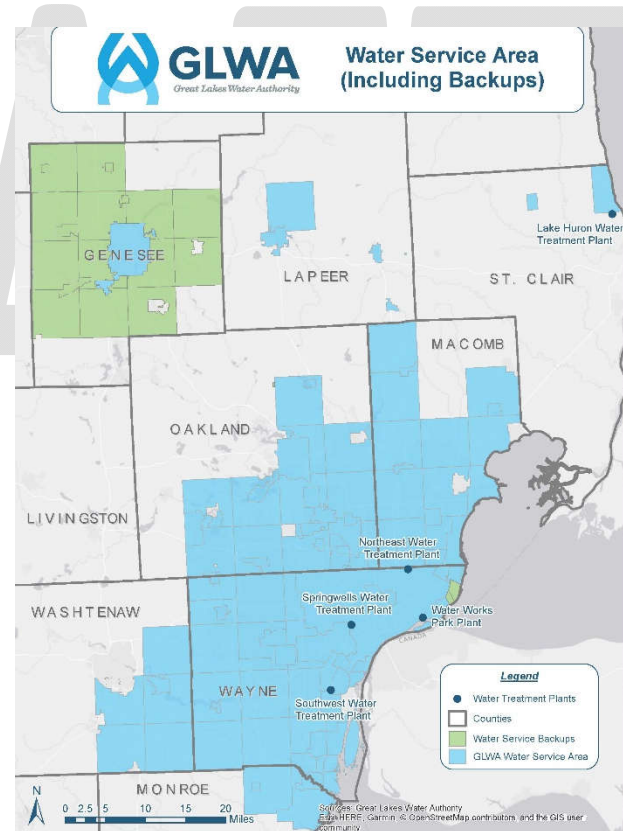 GLWA
Great Lakes Water Authority
Water Service Area
(Including Backups)
Lake Huron Water
Treatment Plant
GENESEE
LAPEER
ST. CLAIR
MACOMB
OAKLAND
LIVINGSTON
Northeast Water
Treatment Plant
Springwells Water
Treatment Plant
Water Works
Park Plant
WASHTENAW
CANADA
WAYNE
Southwest Water
Treatment Plant
Legend
Water Treatment Plants
Counties
Water Service Backups
GLWA Water Service Area
MONROE
N
0 2.5 5 10 15 20
Miles
Sources: Great Lakes Water Authority
Esri, HERE, Garmin, © OpenStreetMap contributors, and the GIS user
community